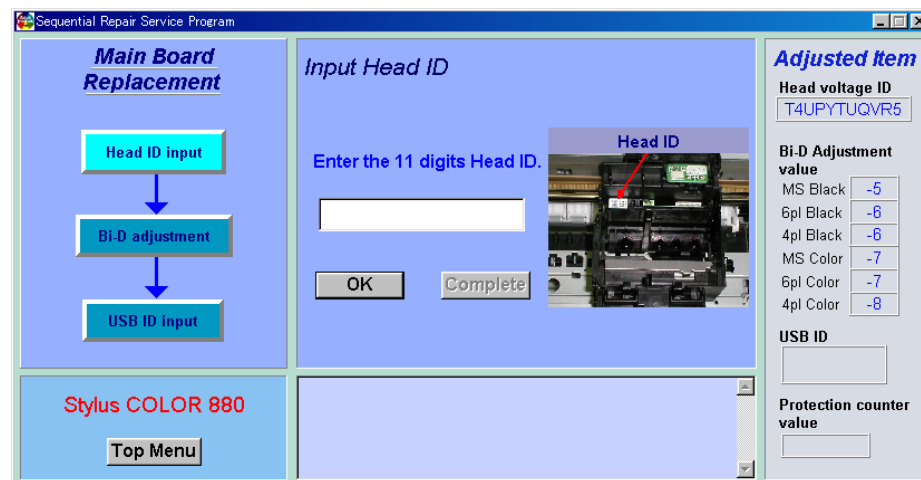 Sequential Repair Service Program
Main Board
Replacement
Head ID input
Bi-D adjustment
USB ID input
Stylus COLOR 880
Top Menu
Input Head ID
Enter the 11 digits Head ID.
OK
Complete
Head ID
Adjusted Item
Head voltage ID
T4UPYTUQVR5
Bi-D Adjustment
value
MS Black -5
6pl Black -6
4pl Black -6
MS Color -7
6pl Color -7
4pl Color -8
USB ID
Protection counter
value